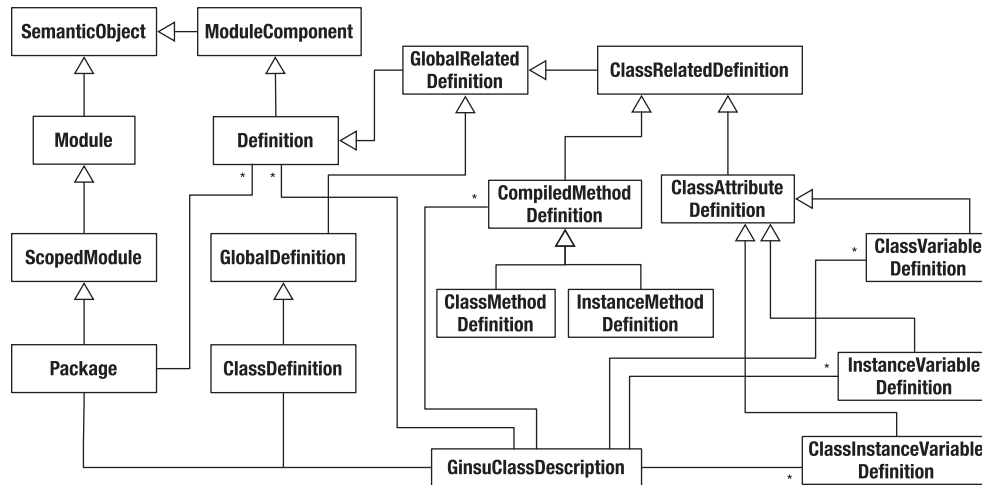 SemanticObject
ModuleComponent
GlobalRelated
Definition
ClassRelatedDefinition
Module
Definition
*
*
*
CompiledMethod
Definition
ClassAttribute
Definition
ScopedModule
GlobalDefinition
*
ClassVariable
Definition
ClassMethod
Definition
InstanceMethod
Definition
Package
ClassDefinition
*
InstanceVariable
Definition
GinsuClassDescription
*
ClassInstanceVariable
Definition